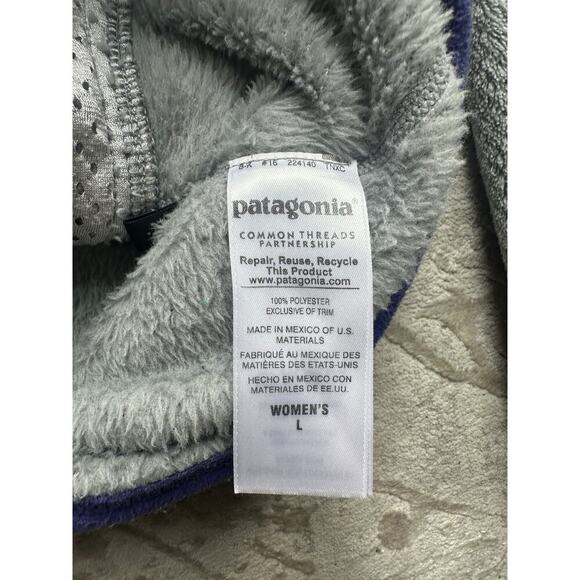 #16 224140 1NXC
patagonia®
COMMON THREADS
PARTNERSHIP
Repair, Reuse, Recycle
This Product
www.patagonia.com
100% POLYESTER
EXCLUSIVE OF TRIM
MADE IN MEXICO OF U.S.
MATERIALS
FABRIQUÉ AU MEXIQUE DES
MATIÈRES DES ETATS-UNIS
HECHO EN MEXICO CON
MATERIALES DE EE.UU.
WOMEN'S
L